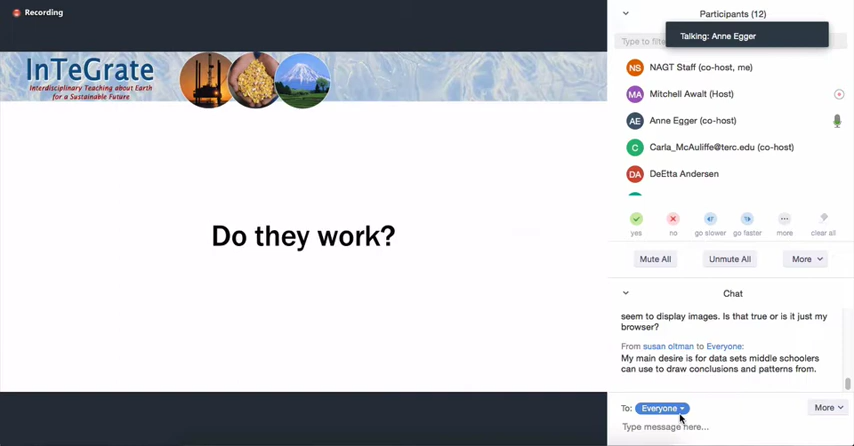 Recording
InTeGrate
Interdisciplinary Teaching about Earth
for a Sustainable Future
Do they work?
Participants (12)
Talking: Anne Egger
Type to filte
NS NAGT Staff (co-host, me)
MA Mitchell Awalt (Host)
AE Anne Egger (co-host)
C Carla_McAuliffe@terc.edu (co-host)
DA DeEtta Andersen
yes no go slower go faster more clear all
Mute All Unmute All More
Chat
seem to display images. Is that true or is it just my
browser?
From susan oltman to Everyone:
My main desire is for data sets middle schoolers
can use to draw conclusions and patterns from.
To: Everyone More
Type message here...